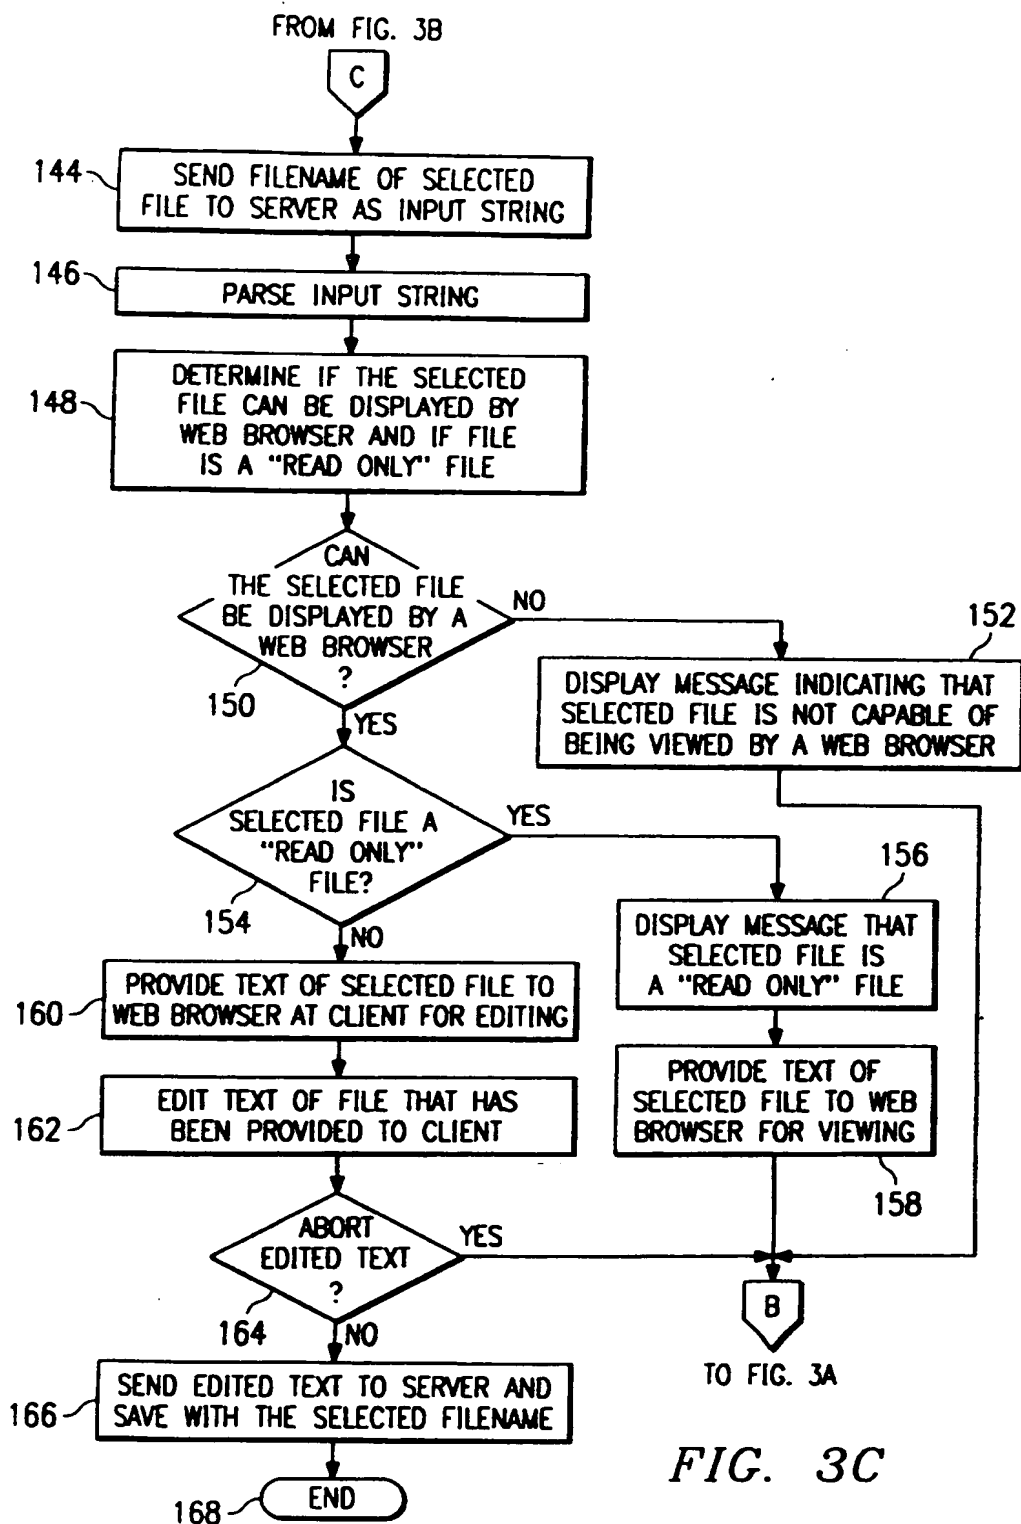 FROM FIG. 3B
C
144
SEND FILENAME OF SELECTED
FILE TO SERVER AS INPUT STRING
146
PARSE INPUT STRING
148
DETERMINE IF THE SELECTED
FILE CAN BE DISPLAYED BY
WEB BROWSER AND IF FILE
IS A "READ ONLY" FILE
CAN
THE SELECTED FILE
BE DISPLAYED BY A
WEB BROWSER
?
150
NO
YES
152
DISPLAY MESSAGE INDICATING THAT
SELECTED FILE IS NOT CAPABLE OF
BEING VIEWED BY A WEB BROWSER
IS
SELECTED FILE A
"READ ONLY"
FILE?
154
YES
NO
156
DISPLAY MESSAGE THAT
SELECTED FILE IS
A "READ ONLY" FILE
160
PROVIDE TEXT OF SELECTED FILE TO
WEB BROWSER AT CLIENT FOR EDITING
PROVIDE TEXT OF
SELECTED FILE TO WEB
BROWSER FOR VIEWING
158
162
EDIT TEXT OF FILE THAT HAS
BEEN PROVIDED TO CLIENT
ABORT
EDITED TEXT
?
164
YES
NO
B
TO FIG. 3A
166
SEND EDITED TEXT TO SERVER AND
SAVE WITH THE SELECTED FILENAME
168
END
FIG. 3C